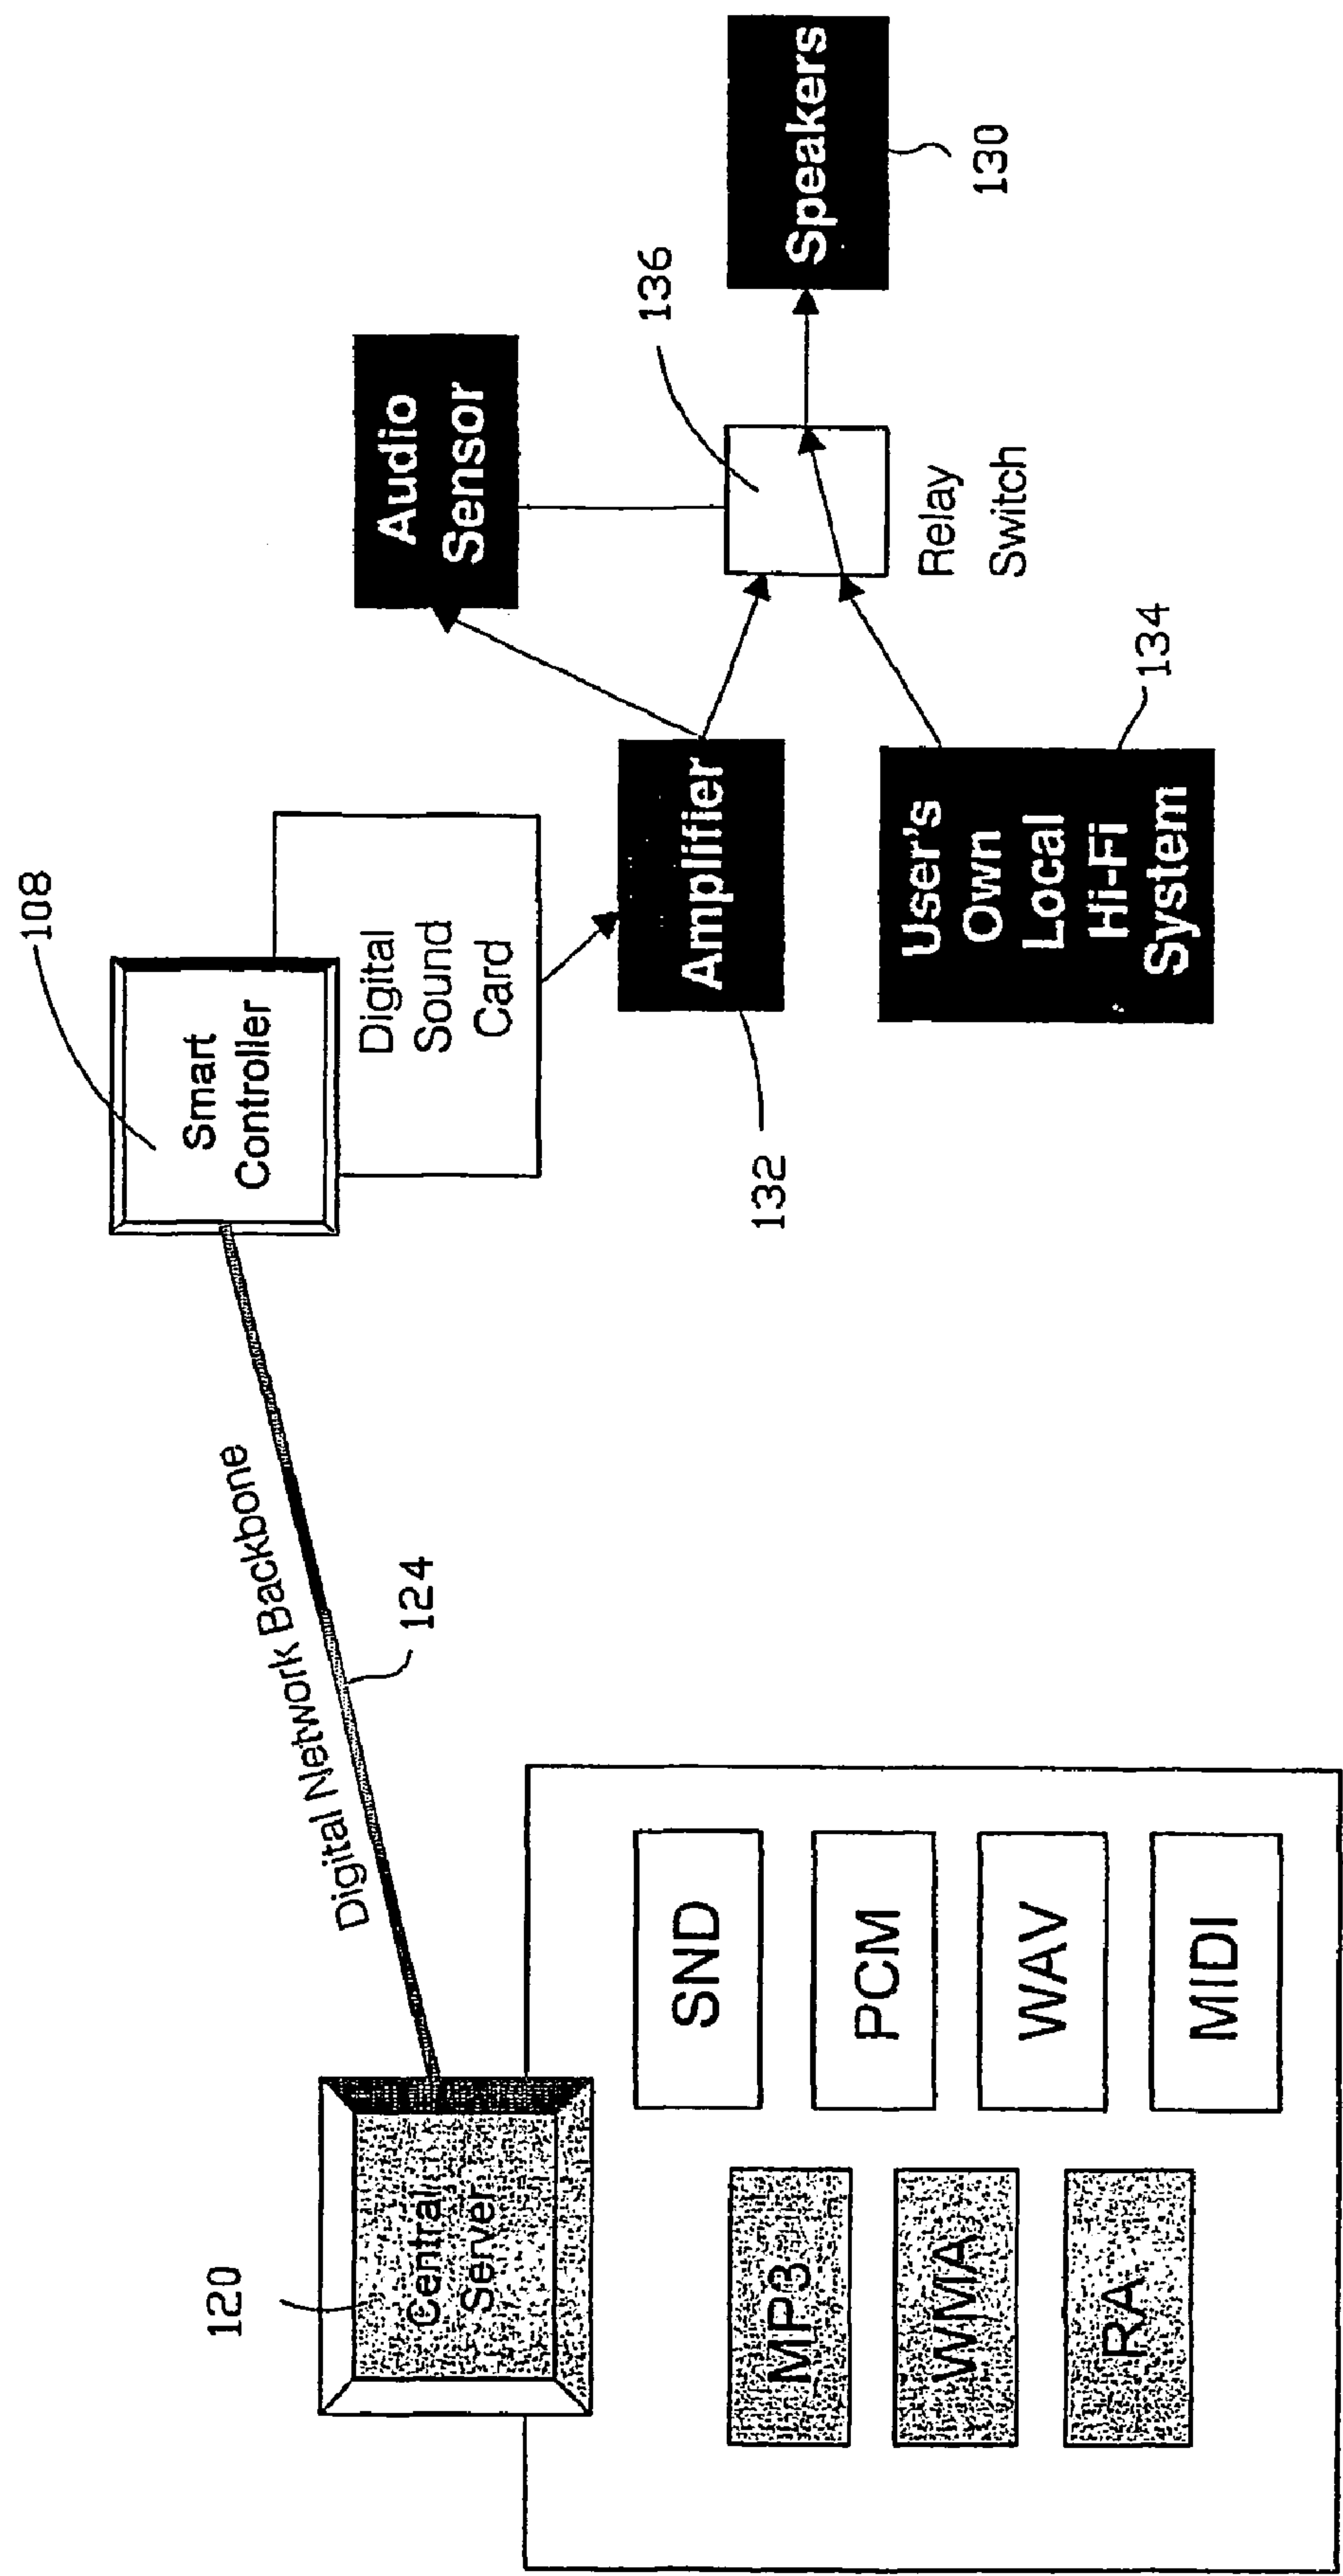 120
Central
Server
MP3
WMA
RA
SND
PCM
WAV
MIDI
Digital Network Backbone
124
108
Smart
Controller
Digital
Sound
Card
132
Amplifier
User's
Own
Local
Hi-Fi
System
134
Audio
Sensor
136
Relay
Switch
Speakers
130